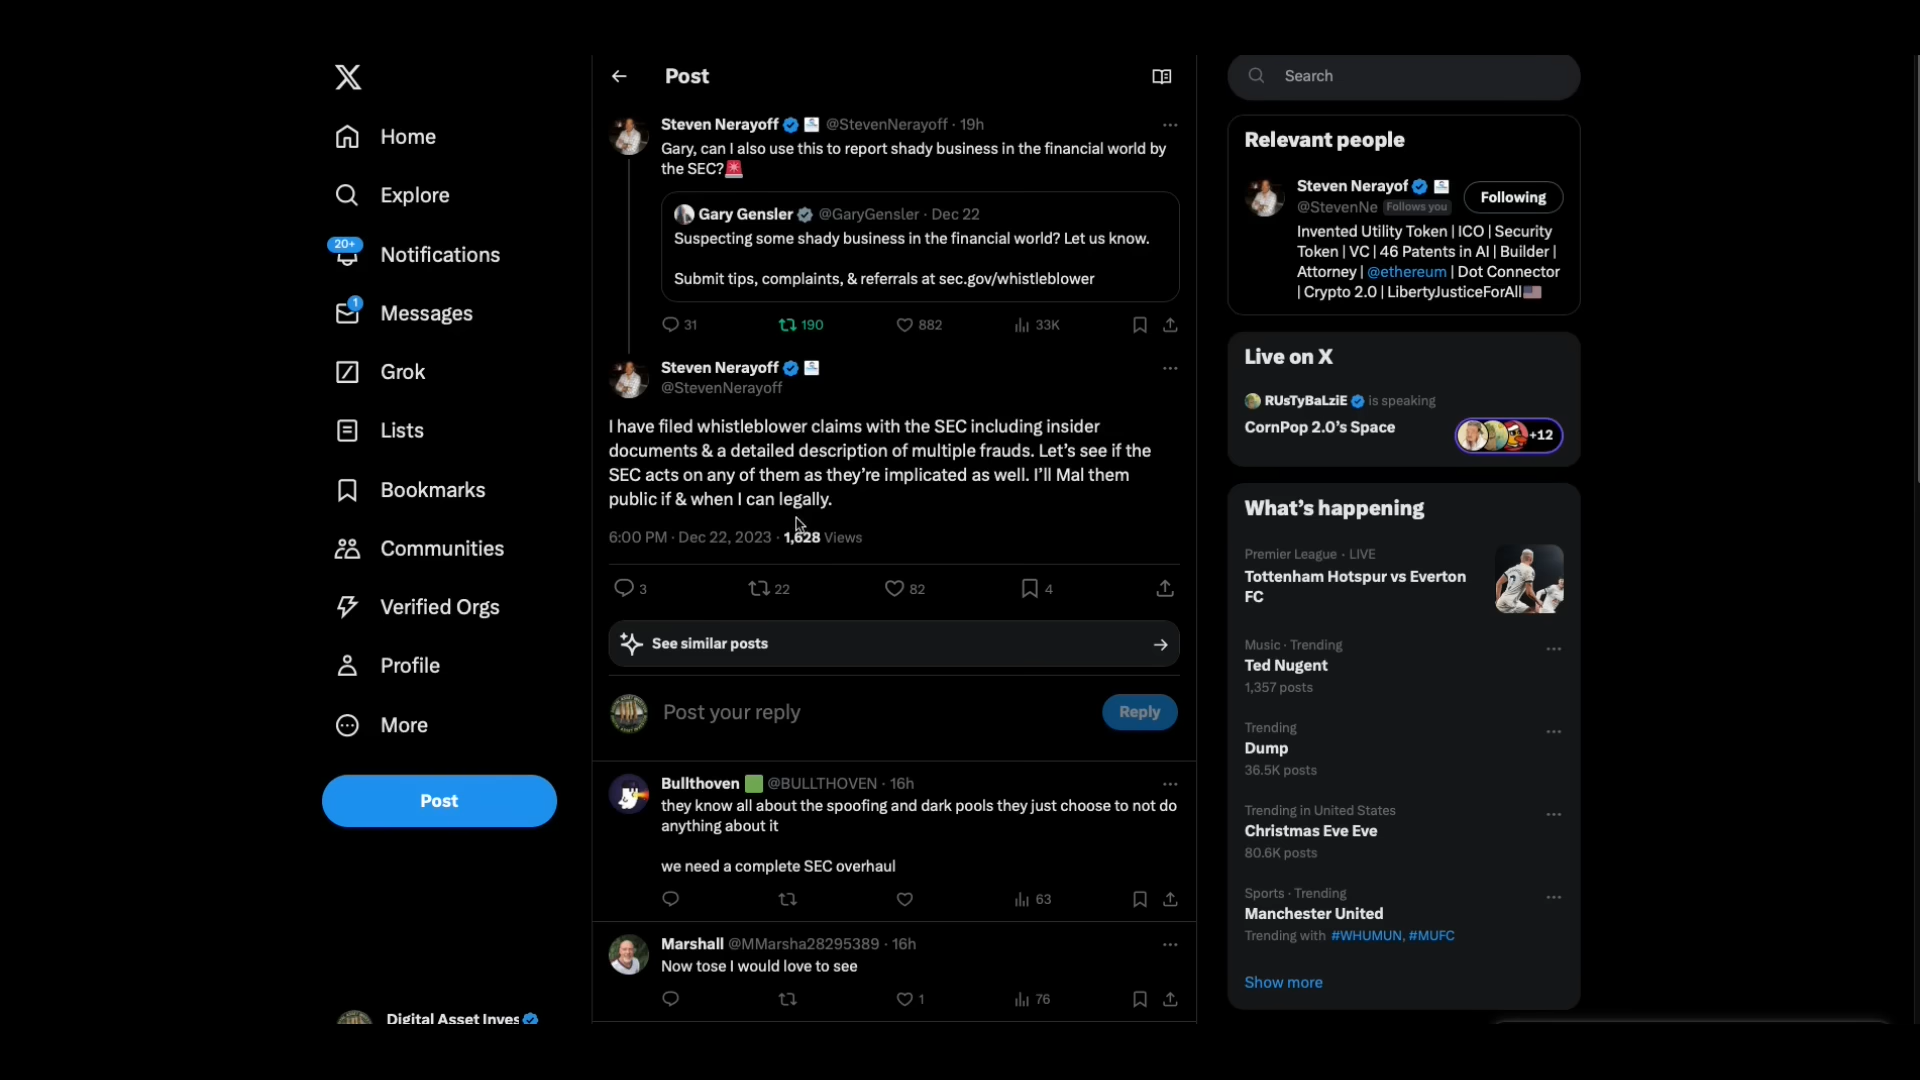 Home
Explore
20+
Notifications
1
Messages
Grok
Lists
Bookmarks
Communities
Verified Orgs
Profile
More
Post
Digital Asset Inves
Post
Steven Nerayoff @StevenNerayoff · 19h
Gary, can I also use this to report shady business in the financial world by
the SEC?🚨
Gary Gensler @GaryGensler · Dec 22
Suspecting some shady business in the financial world? Let us know.
Submit tips, complaints, & referrals at sec.gov/whistleblower
31 190 882 33K
Steven Nerayoff
@StevenNerayoff
I have filed whistleblower claims with the SEC including insider
documents & a detailed description of multiple frauds. Let's see if the
SEC acts on any of them as they're implicated as well. I'll Mal them
public if & when I can legally.
6:00 PM · Dec 22, 2023 · 1,628 Views
3 22 82 4
See similar posts
Post your reply
Reply
Bullthoven 🟩 @BULLTHOVEN · 16h
they know all about the spoofing and dark pools they just choose to not do
anything about it
we need a complete SEC overhaul
63
Marshall @MMarsha28295389 · 16h
Now tose I would love to see
1 76
Search
Relevant people
Steven Nerayof
@StevenNe Follows you
Following
Invented Utility Token | ICO | Security
Token | VC | 46 Patents in AI | Builder |
Attorney | @ethereum | Dot Connector
| Crypto 2.0 | LibertyJusticeForAll🇺🇸
Live on X
RUsTyBaLziE is speaking
CornPop 2.0's Space
+12
What's happening
Premier League · LIVE
Tottenham Hotspur vs Everton
FC
Music · Trending
Ted Nugent
1,357 posts
Trending
Dump
36.5K posts
Trending in United States
Christmas Eve Eve
80.6K posts
Sports · Trending
Manchester United
Trending with #WHUMUN, #MUFC
Show more